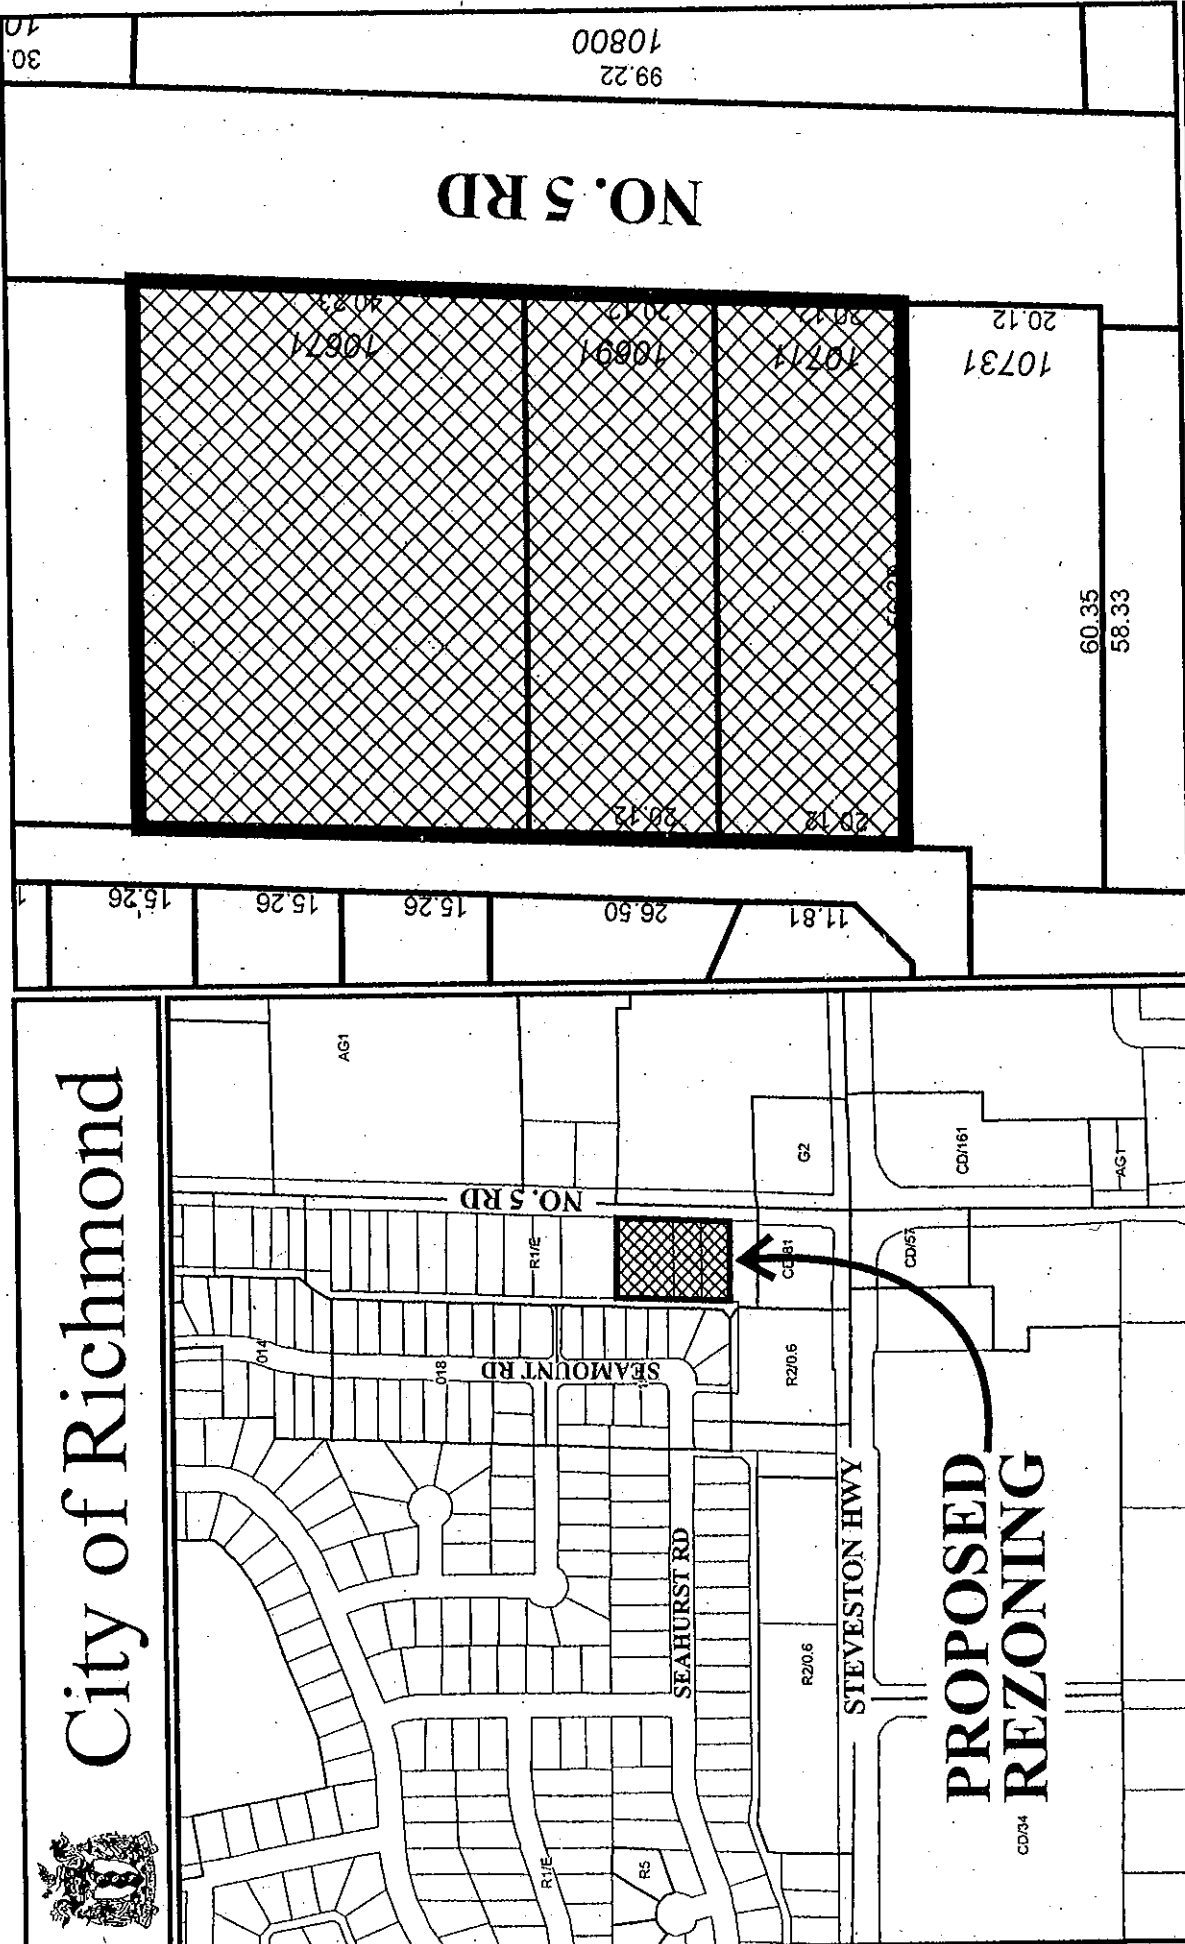 City of Richmond
AG1
R1/E
NO. 5 RD
G2
014
018
SEAMOUNT RD
CD/81
R2/0.6
CD/161
AG1
CD/57
SEAHURST RD
STEVESTON HWY
R2/0.6
R1/E
R5
CD/34
PROPOSED
REZONING
10
30.
99.22
10800
NO. 5 RD
40.23
10671
20.12
10691
20.12
10711
20.12
10731
20.12
20.12
60.35
58.33
1
15.26
15.26
15.26
26.50
11.81